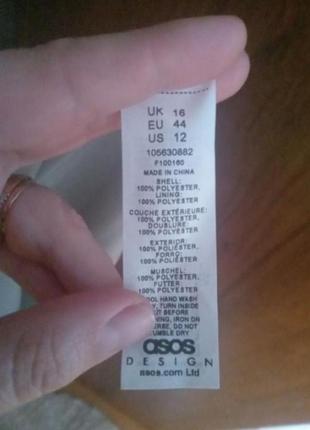 UK 16
EU 44
US 12
105630882
F100160
MADE IN CHINA
SHELL:
100% POLYESTER,
LINING:
100% POLYESTER
COUCHE EXTÉRIEURE:
100% POLYESTER,
DOUBLURE:
100% POLYESTER
EXTERIOR:
100% POLIÉSTER,
FORRO:
100% POLIÉSTER
MUSCHEL:
100% POLYESTER,
FUTTER
100% POLYESTER
HAND WASH
TURN INSIDE
BEFORE
IRON ON
DO NOT
TUMBLE DRY
asos
DESIGN
asos.com Ltd